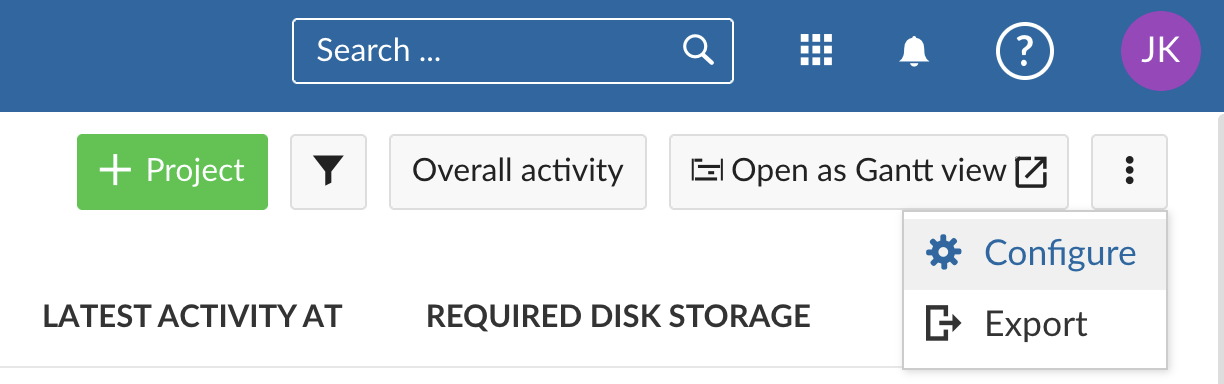 Search ...
?
JK
+ Project
Overall activity
Open as Gantt view
Configure
LATEST ACTIVITY AT
REQUIRED DISK STORAGE
Export